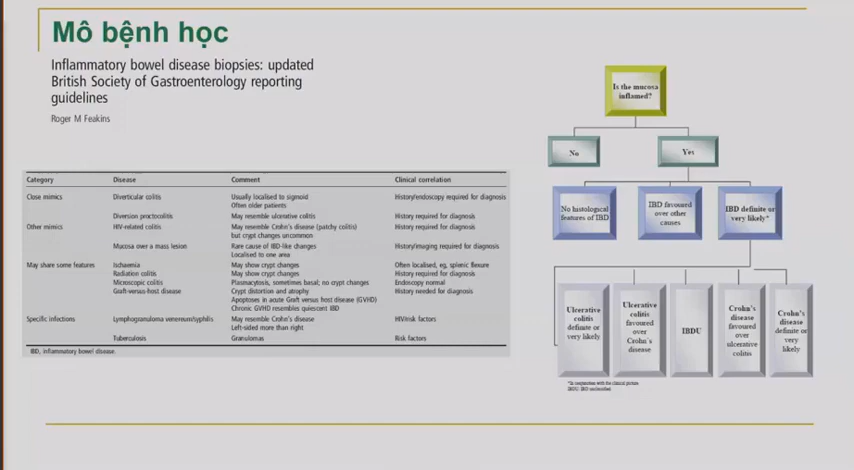 Mô bệnh học
Inflammatory bowel disease biopsies: updated
British Society of Gastroenterology reporting
guidelines
Roger M Feakins
Category Disease Comment Clinical correlation
Close mimics Diverticular colitis Usually localised to sigmoid History/endoscopy required for diagnosis
Often older patients
Diversion proctocolitis May resemble ulcerative colitis History required for diagnosis
Other mimics HIV-related colitis May resemble Crohn's disease (patchy colitis) History required for diagnosis
but crypt changes uncommon
Mucosa over a mass lesion Rare cause of IBD-like changes History/imaging required for diagnosis
Localised to one area
May share some features Ischaemia May show crypt changes Often localised, eg, splenic flexure
Radiation colitis May show crypt changes History required for diagnosis
Microscopic colitis Plasmacytosis, sometimes basal; no crypt changes Endoscopy normal
Graft-versus-host disease Crypt distortion and atrophy History needed for diagnosis
Apoptoses in acute Graft versus host disease (GVHD)
Chronic GVHD resembles quiescent IBD
Specific infections Lymphogranuloma venereum/syphilis May resemble Crohn's disease HIV/risk factors
Left-sided more than right
Tuberculosis Granulomas Risk factors
IBD, inflammatory bowel disease.
Is the mucosa
inflamed?
No
Yes
No histological
features of IBD
IBD favoured
over other
causes
IBD definite or
very likely*
Ulcerative
colitis
definite or
very likely
Ulcerative
colitis
favoured
over
Crohn's
disease
IBDU
Crohn's
disease
favoured
over
ulcerative
colitis
Crohn's
disease
definite or
very
likely
*In conjunction with the clinical picture
IBDU: IBD unclassified